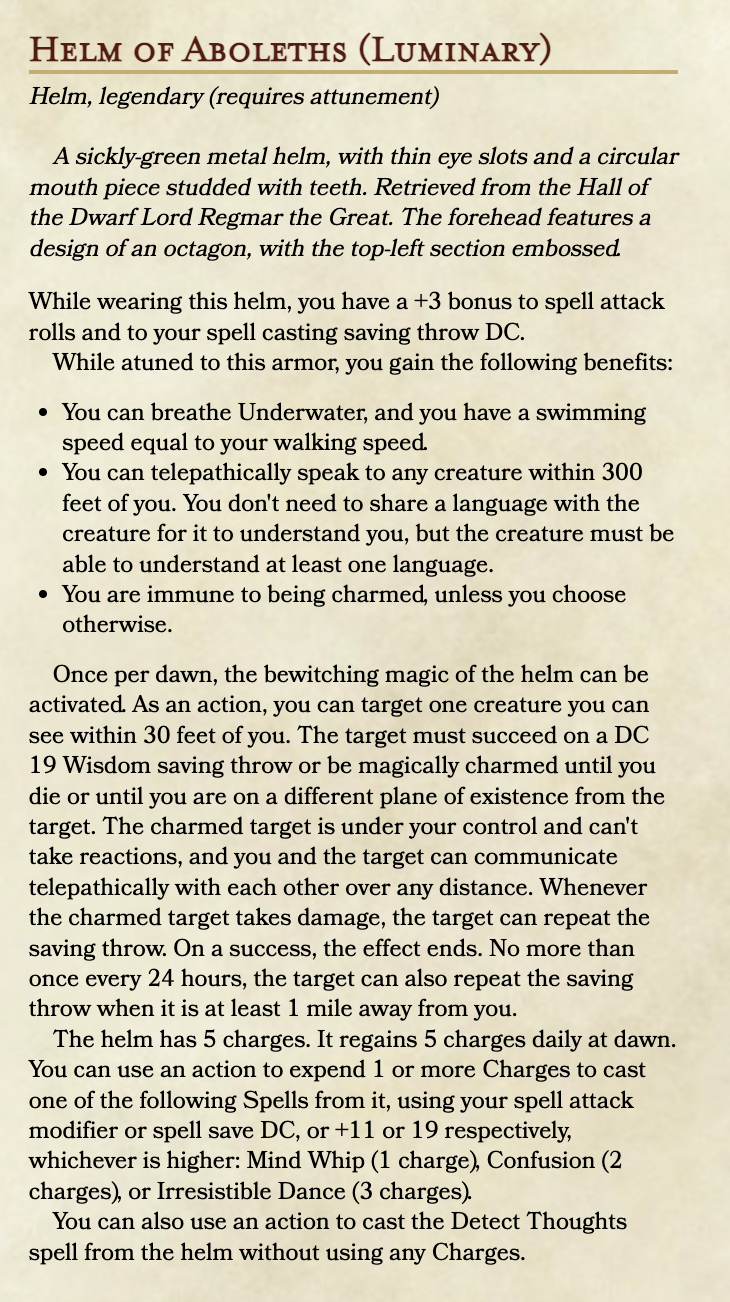 Helm of Aboleths (Luminary)
Helm, legendary (requires attunement)
A sickly-green metal helm, with thin eye slots and a circular
mouth piece studded with teeth. Retrieved from the Hall of
the Dwarf Lord Regmar the Great. The forehead features a
design of an octagon, with the top-left section embossed.
While wearing this helm, you have a +3 bonus to spell attack
rolls and to your spell casting saving throw DC.
While atuned to this armor, you gain the following benefits:
• You can breathe Underwater, and you have a swimming
speed equal to your walking speed.
• You can telepathically speak to any creature within 300
feet of you. You don't need to share a language with the
creature for it to understand you, but the creature must be
able to understand at least one language.
• You are immune to being charmed, unless you choose
otherwise.
Once per dawn, the bewitching magic of the helm can be
activated. As an action, you can target one creature you can
see within 30 feet of you. The target must succeed on a DC
19 Wisdom saving throw or be magically charmed until you
die or until you are on a different plane of existence from the
target. The charmed target is under your control and can't
take reactions, and you and the target can communicate
telepathically with each other over any distance. Whenever
the charmed target takes damage, the target can repeat the
saving throw. On a success, the effect ends. No more than
once every 24 hours, the target can also repeat the saving
throw when it is at least 1 mile away from you.
The helm has 5 charges. It regains 5 charges daily at dawn.
You can use an action to expend 1 or more Charges to cast
one of the following Spells from it, using your spell attack
modifier or spell save DC, or +11 or 19 respectively,
whichever is higher: Mind Whip (1 charge), Confusion (2
charges), or Irresistible Dance (3 charges).
You can also use an action to cast the Detect Thoughts
spell from the helm without using any Charges.